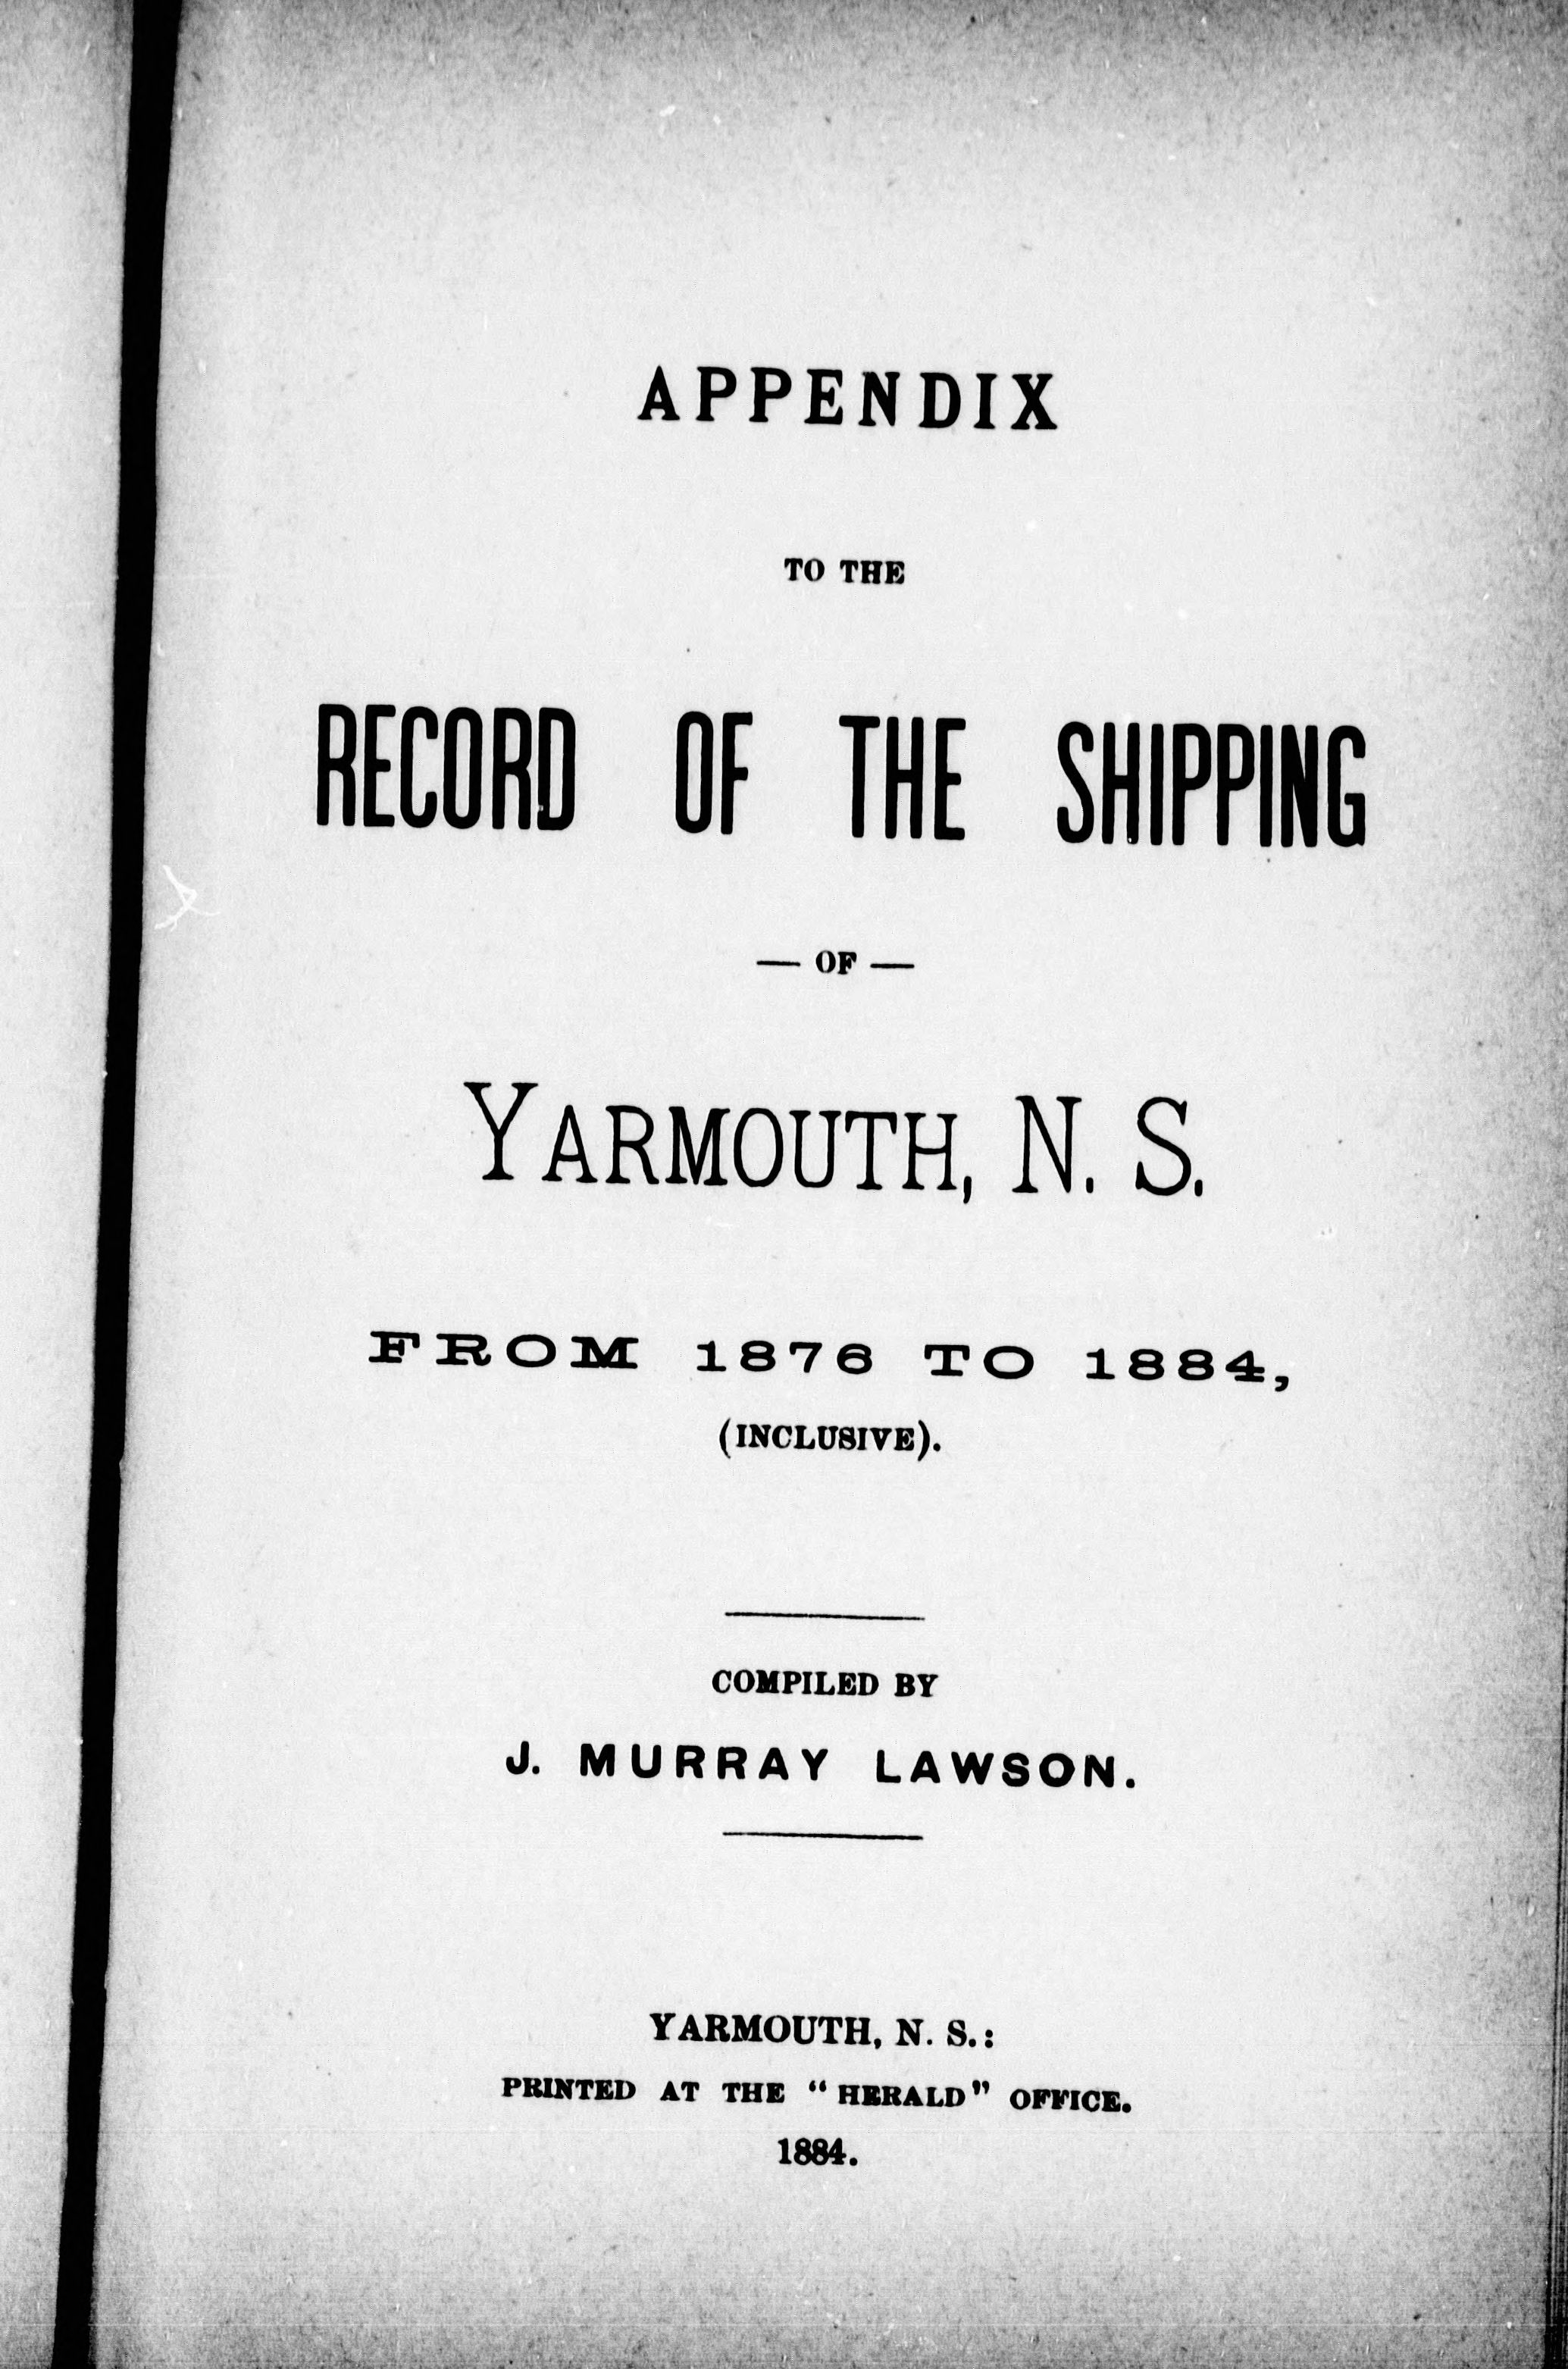 APPENDIX
TO THE
RECORD OF THE SHIPPING
— OF —
YARMOUTH, N. S.
FROM 1876 TO 1884,
(INCLUSIVE).
COMPILED BY
J. MURRAY LAWSON.
YARMOUTH, N. S.:
PRINTED AT THE "HERALD" OFFICE.
1884.